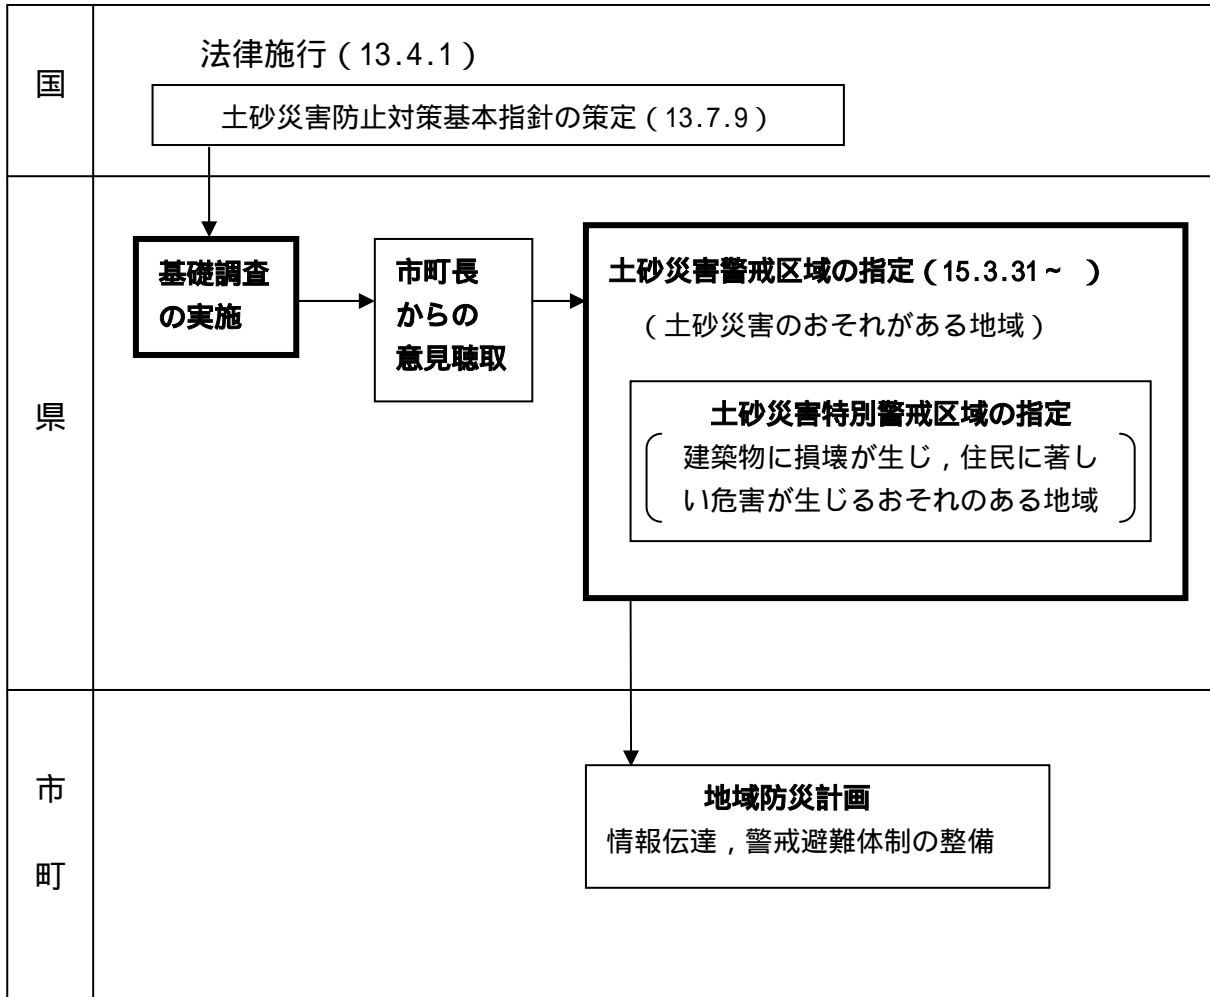 国
法律施行（13.4.1）
土砂災害防止対策基本指針の策定（13.7.9）
県
基礎調査
の実施
市町長
からの
意見聴取
土砂災害警戒区域の指定（15.3.31～　）
（土砂災害のおそれがある地域）
土砂災害特別警戒区域の指定
建築物に損壊が生じ，住民に著し
い危害が生じるおそれのある地域
市
町
地域防災計画
情報伝達，警戒避難体制の整備